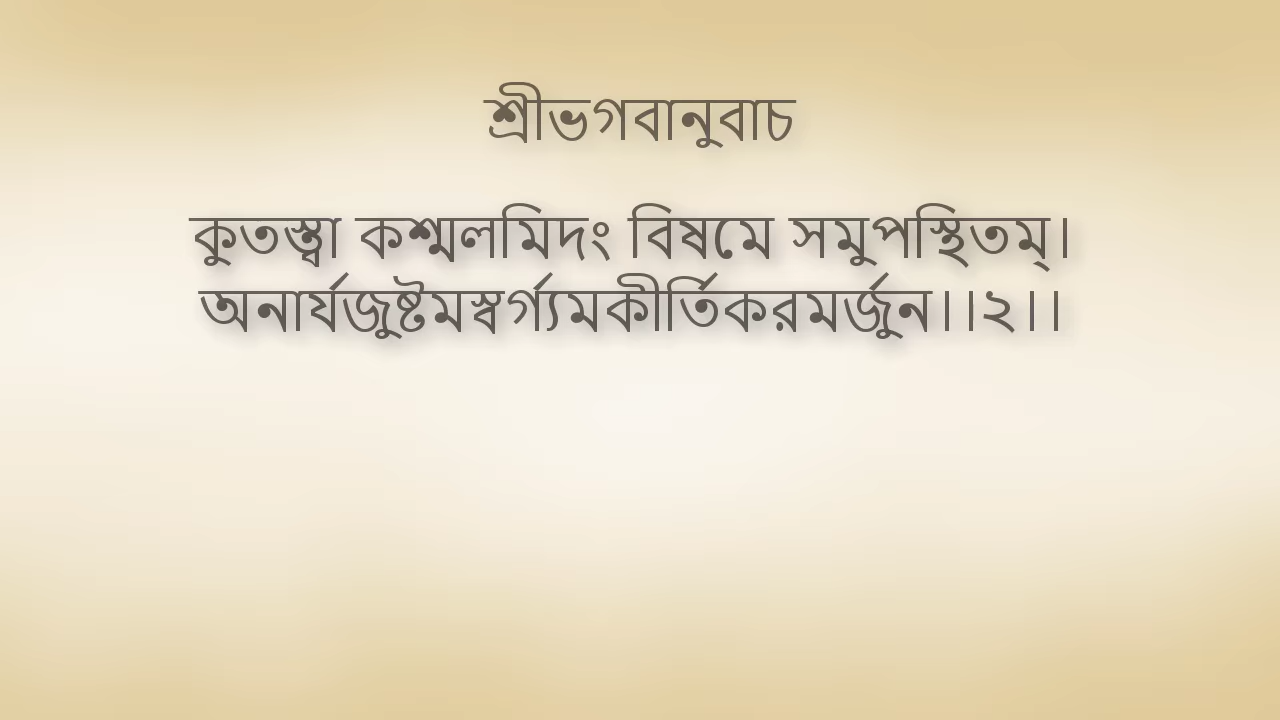 শ্রীভগবানুবাচ
কুতস্ত্বা কশ্মলমিদং বিষমে সমুপস্থিতম্।
অনার্যজুষ্টমস্বর্গ্যমকীর্তিকরমর্জুন।।২।।